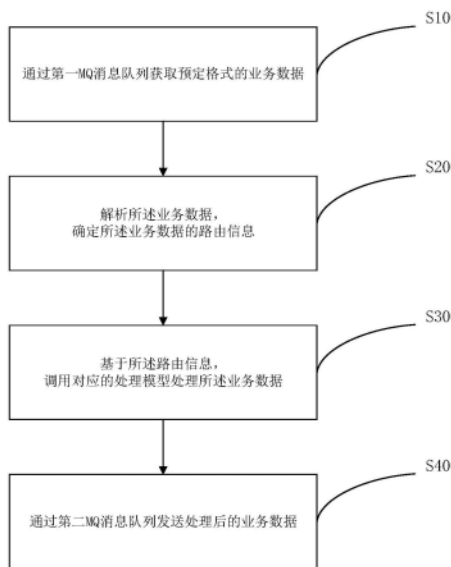 S10
通过第一MQ消息队列获取预定格式的业务数据
S20
解析所述业务数据,
确定所述业务数据的路由信息
S30
基于所述路由信息,
调用对应的处理模型处理所述业务数据
S40
通过第二MQ消息队列发送处理后的业务数据